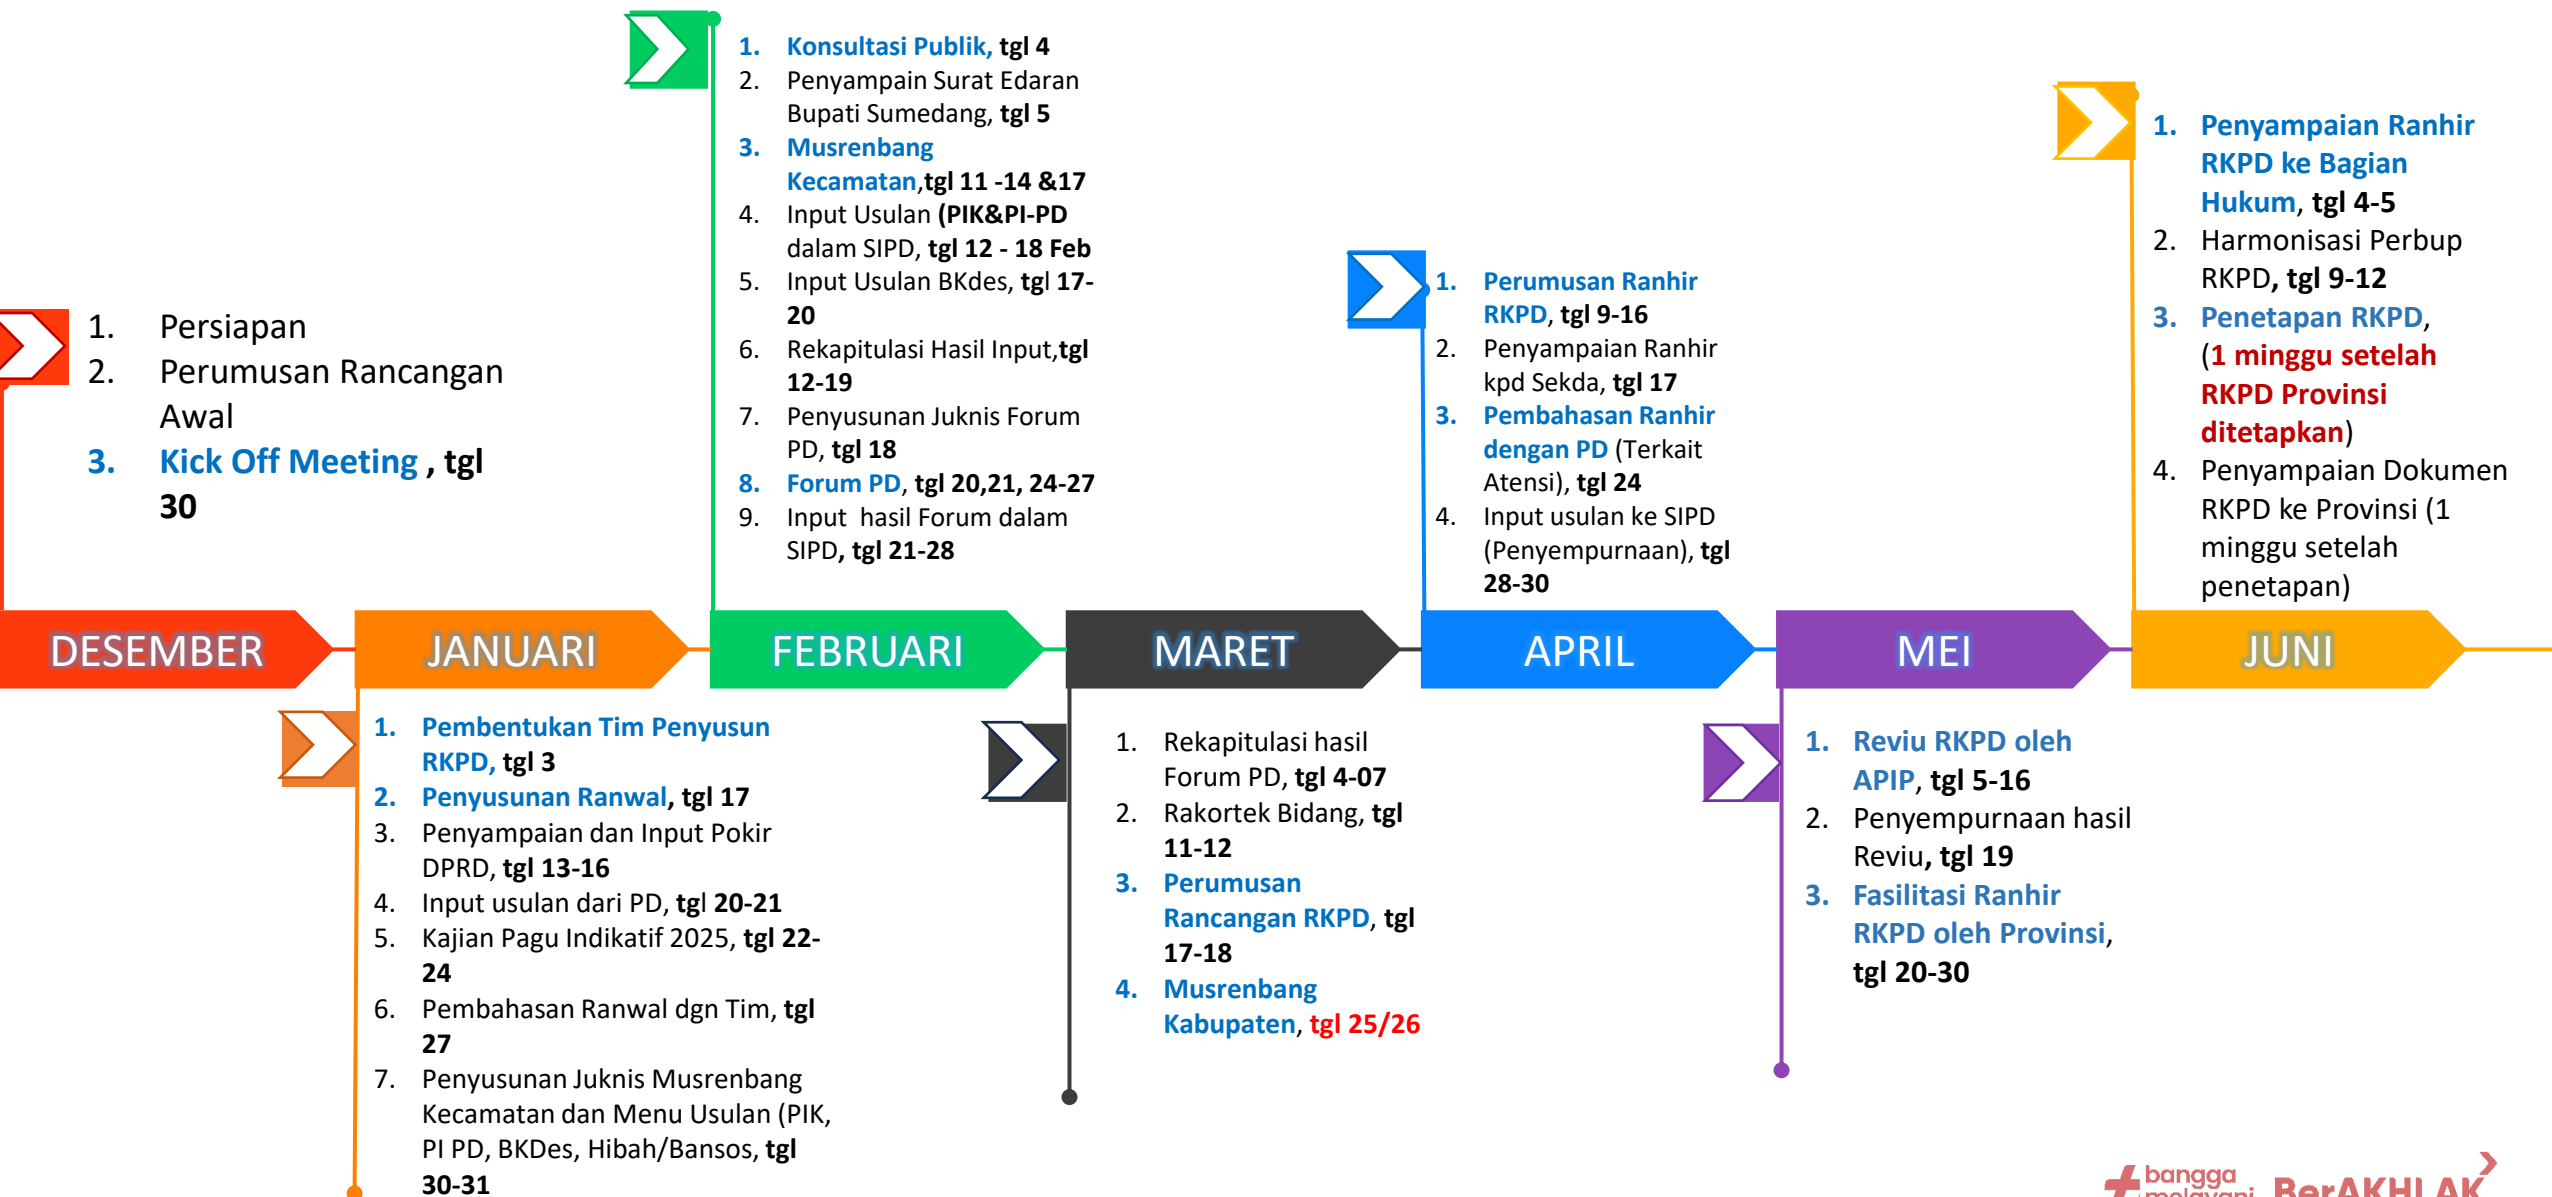 1. Persiapan
2. Perumusan Rancangan
Awal
3. Kick Off Meeting , tgl
30
DESEMBER
JANUARI
1. Pembentukan Tim Penyusun
RKPD, tgl 3
2. Penyusunan Ranwal, tgl 17
3. Penyampaian dan Input Pokir
DPRD, tgl 13-16
4. Input usulan dari PD, tgl 20-21
5. Kajian Pagu Indikatif 2025, tgl 22-
24
6. Pembahasan Ranwal dgn Tim, tgl
27
7. Penyusunan Juknis Musrenbang
Kecamatan dan Menu Usulan (PIK,
PI PD, BKDes, Hibah/Bansos, tgl
30-31
1. Konsultasi Publik, tgl 4
2. Penyampain Surat Edaran
Bupati Sumedang, tgl 5
3. Musrenbang
Kecamatan,tgl 11 -14 &17
4. Input Usulan (PIK&PI-PD
dalam SIPD, tgl 12 - 18 Feb
5. Input Usulan BKdes, tgl 17-
20
6. Rekapitulasi Hasil Input,tgl
12-19
7. Penyusunan Juknis Forum
PD, tgl 18
8. Forum PD, tgl 20,21, 24-27
9. Input hasil Forum dalam
SIPD, tgl 21-28
FEBRUARI
MARET
1. Rekapitulasi hasil
Forum PD, tgl 4-07
2. Rakortek Bidang, tgl
11-12
3. Perumusan
Rancangan RKPD, tgl
17-18
4. Musrenbang
Kabupaten, tgl 25/26
1. Perumusan Ranhir
RKPD, tgl 9-16
2. Penyampaian Ranhir
kpd Sekda, tgl 17
3. Pembahasan Ranhir
dengan PD (Terkait
Atensi), tgl 24
4. Input usulan ke SIPD
(Penyempurnaan), tgl
28-30
APRIL
MEI
1. Reviu RKPD oleh
APIP, tgl 5-16
2. Penyempurnaan hasil
Reviu, tgl 19
3. Fasilitasi Ranhir
RKPD oleh Provinsi,
tgl 20-30
1. Penyampaian Ranhir
RKPD ke Bagian
Hukum, tgl 4-5
2. Harmonisasi Perbup
RKPD, tgl 9-12
3. Penetapan RKPD,
(1 minggu setelah
RKPD Provinsi
ditetapkan)
4. Penyampaian Dokumen
RKPD ke Provinsi (1
minggu setelah
penetapan)
JUNI
# bangga
melayani
BerAKHLAK